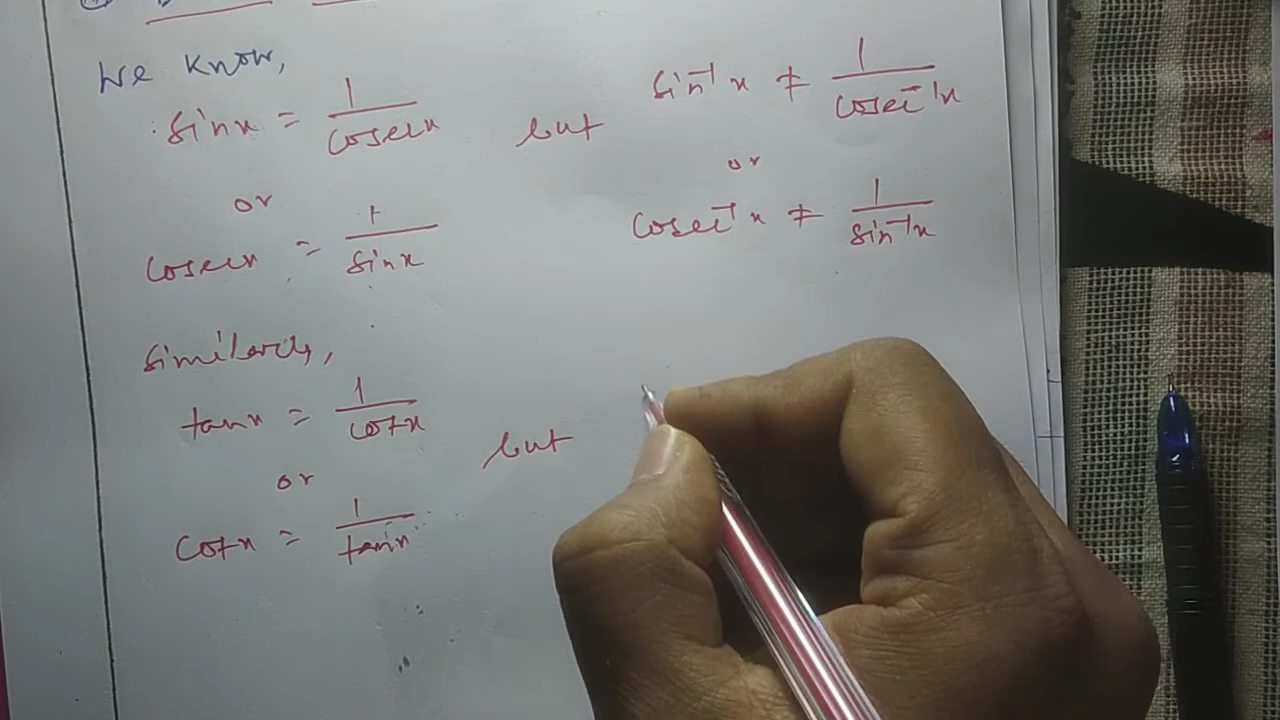 We know,
sinx = 1/cosecx but sin⁻¹x ≠ 1/cosec⁻¹x
or or
cosecx = 1/sinx cosec⁻¹x ≠ 1/sin⁻¹x
similarly,
tanx = 1/cotx
or but
cotx = 1/tanx